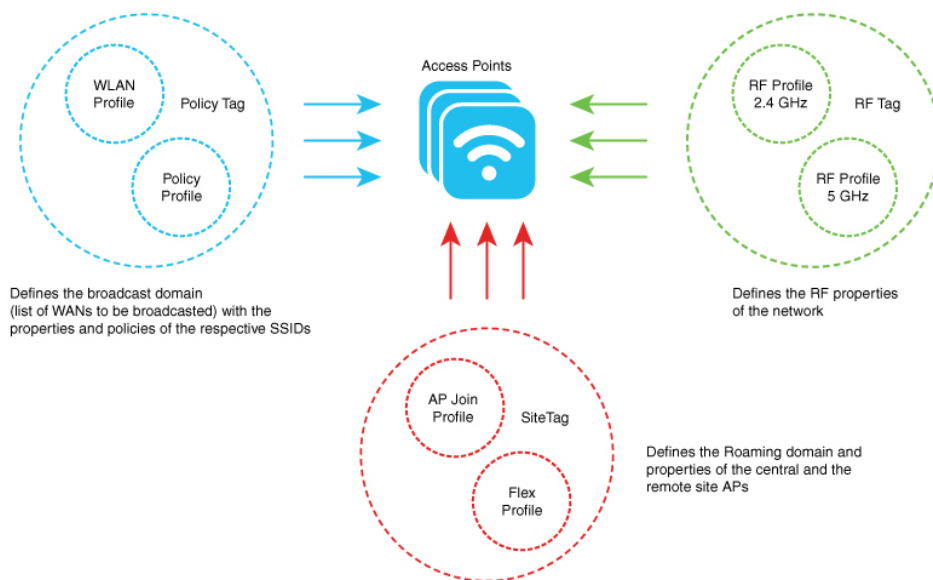 Access Points
WLAN
Profile
Policy Tag
Policy
Profile
RF Profile
2.4 GHz
RF Tag
RF Profile
5 GHz
Defines the broadcast domain
(list of WANs to be broadcasted) with the
properties and policies of the respective SSIDs
Defines the RF properties
of the network
AP Join
Profile
SiteTag
Flex
Profile
Defines the Roaming domain and
properties of the central and the
remote site APs